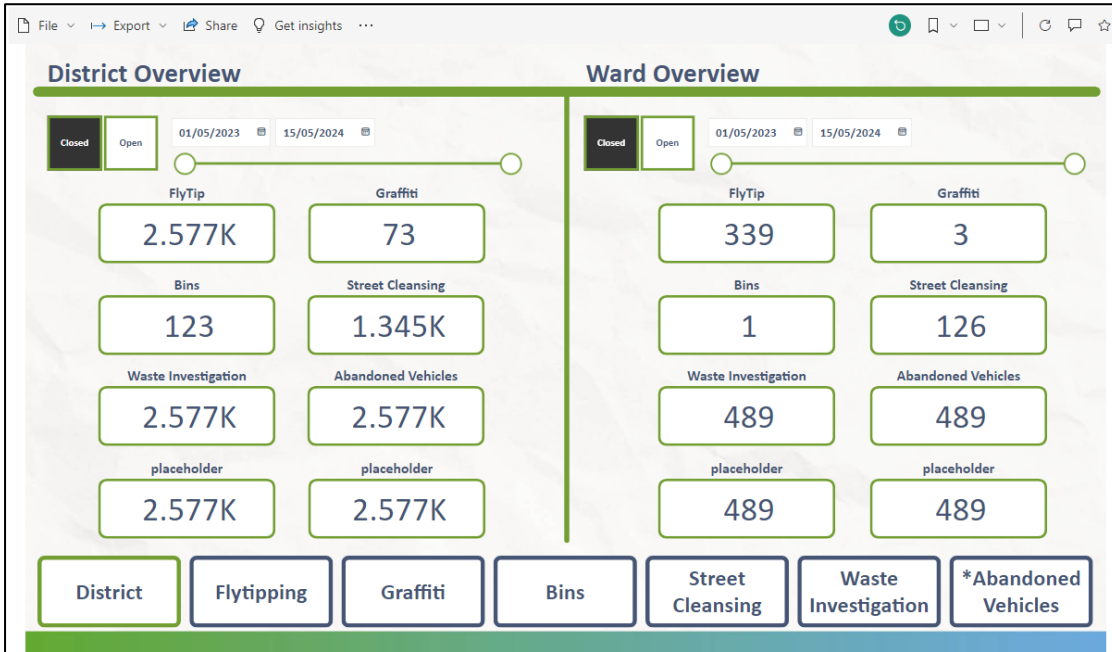 File Export Share Get insights ...
District Overview
Closed Open 01/05/2023 15/05/2024
FlyTip Graffiti
2.577K 73
Bins Street Cleansing
123 1.345K
Waste Investigation Abandoned Vehicles
2.577K 2.577K
placeholder placeholder
2.577K 2.577K
Ward Overview
Closed Open 01/05/2023 15/05/2024
FlyTip Graffiti
339 3
Bins Street Cleansing
1 126
Waste Investigation Abandoned Vehicles
489 489
placeholder placeholder
489 489
District
Flytipping
Graffiti
Bins
Street
Cleansing
Waste
Investigation
*Abandoned
Vehicles